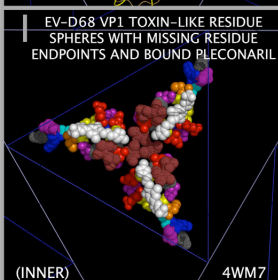 EV-D68 VP1 TOXIN-LIKE RESIDUE
SPHERES WITH MISSING RESIDUE
ENDPOINTS AND BOUND PLECONARIL
(INNER) 4WM7